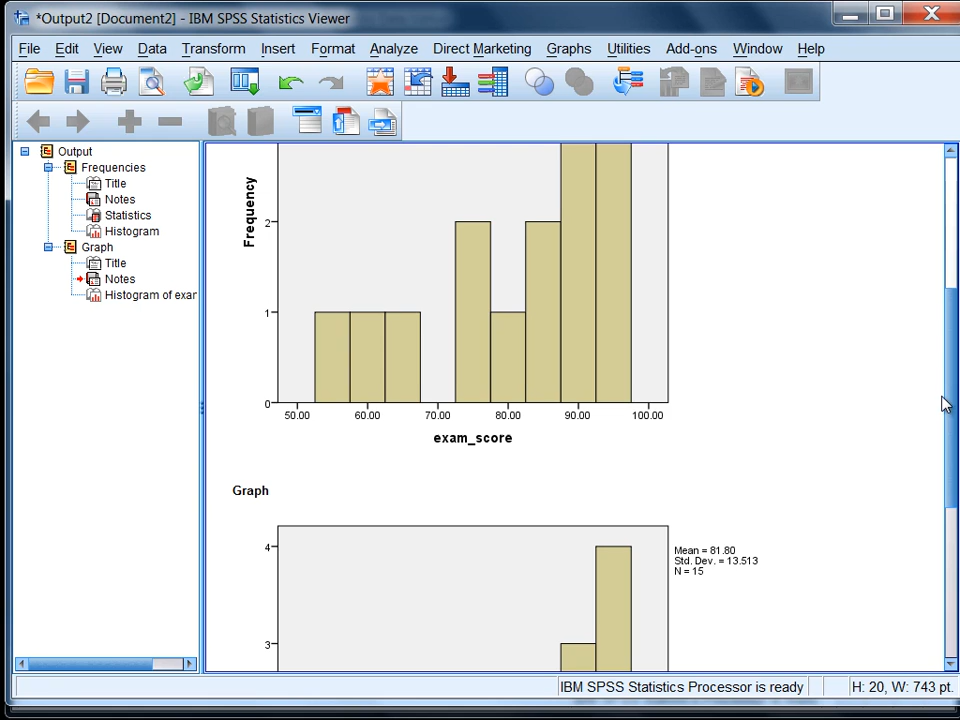 *Output2 [Document2] - IBM SPSS Statistics Viewer
File Edit View Data Transform Insert Format Analyze Direct Marketing Graphs Utilities Add-ons Window Help
Output
Frequencies
Title
Notes
Statistics
Histogram
Graph
Title
Notes
Histogram of exar
Frequency
2
1
0
50.00 60.00 70.00 80.00 90.00 100.00
exam_score
Graph
4
Mean = 81.80
Std. Dev. = 13.513
N = 15
3
IBM SPSS Statistics Processor is ready
H: 20, W: 743 pt.